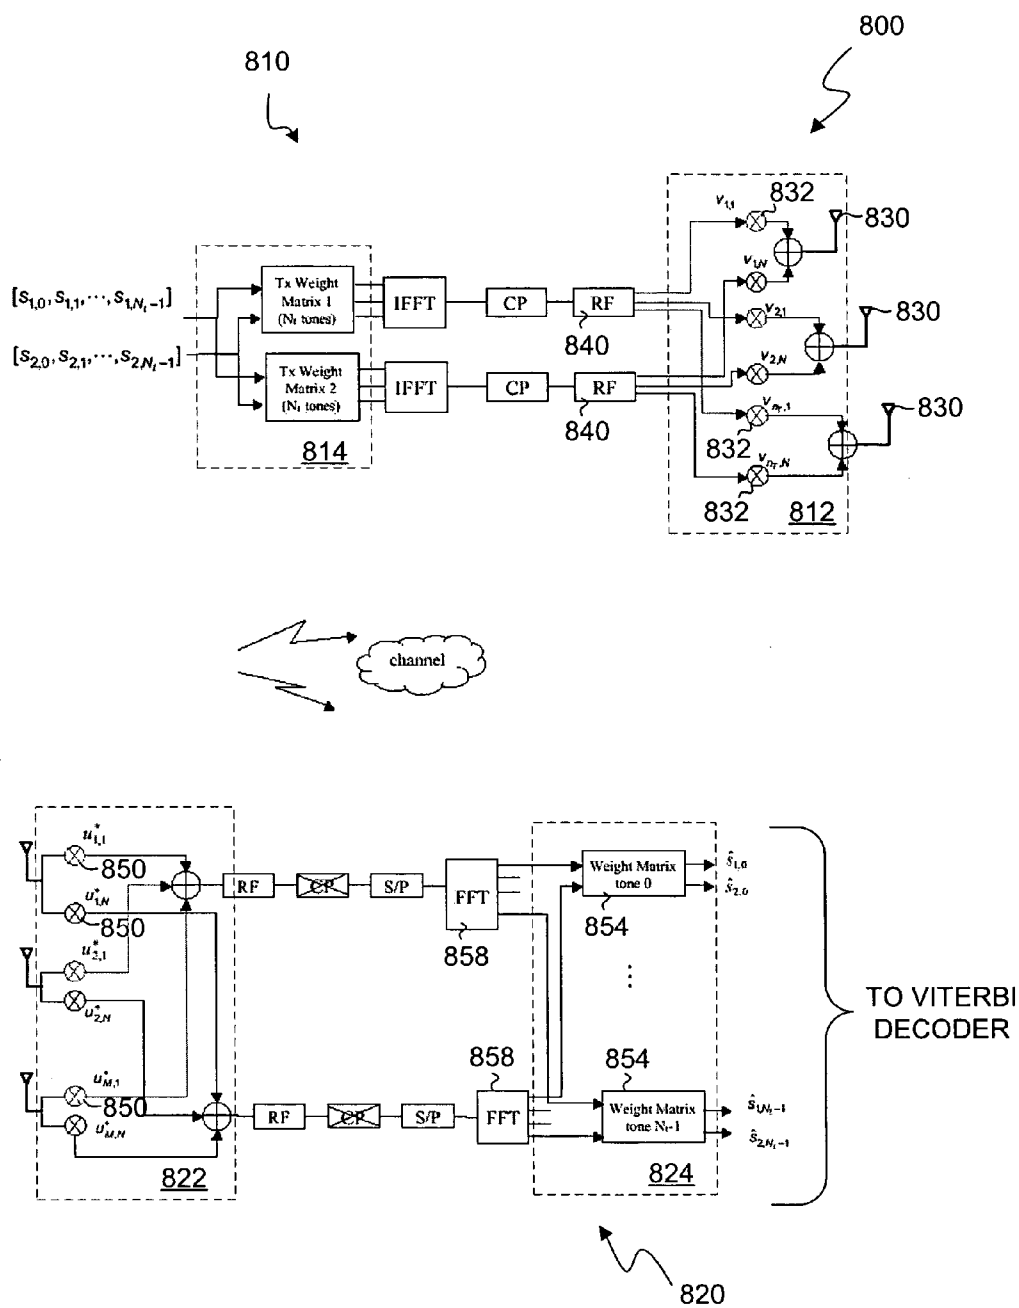 800
810
v1,1
832
830
[s1,0, s1,1, ⋯, s1,Nt−1]
Tx Weight
Matrix 1
(Nt tones)
IFFT
CP
RF
840
v1,N
v2,1
830
[s2,0, s2,1, ⋯, s2,Nt−1]
Tx Weight
Matrix 2
(Nt tones)
IFFT
CP
RF
840
v2,N
830
vnT,1
832
814
vnT,N
832
812
channel
u*1,1
850
u*1,N
850
RF
CP
S/P
FFT
858
Weight Matrix
tone 0
854
ŝ1,0
ŝ2,0
u*2,1
u*2,N
⋮
TO VITERBI
DECODER
u*M,1
850
u*M,N
RF
CP
S/P
858
FFT
854
Weight Matrix
tone Nt-1
ŝ1,Nt−1
ŝ2,Nt−1
822
824
820